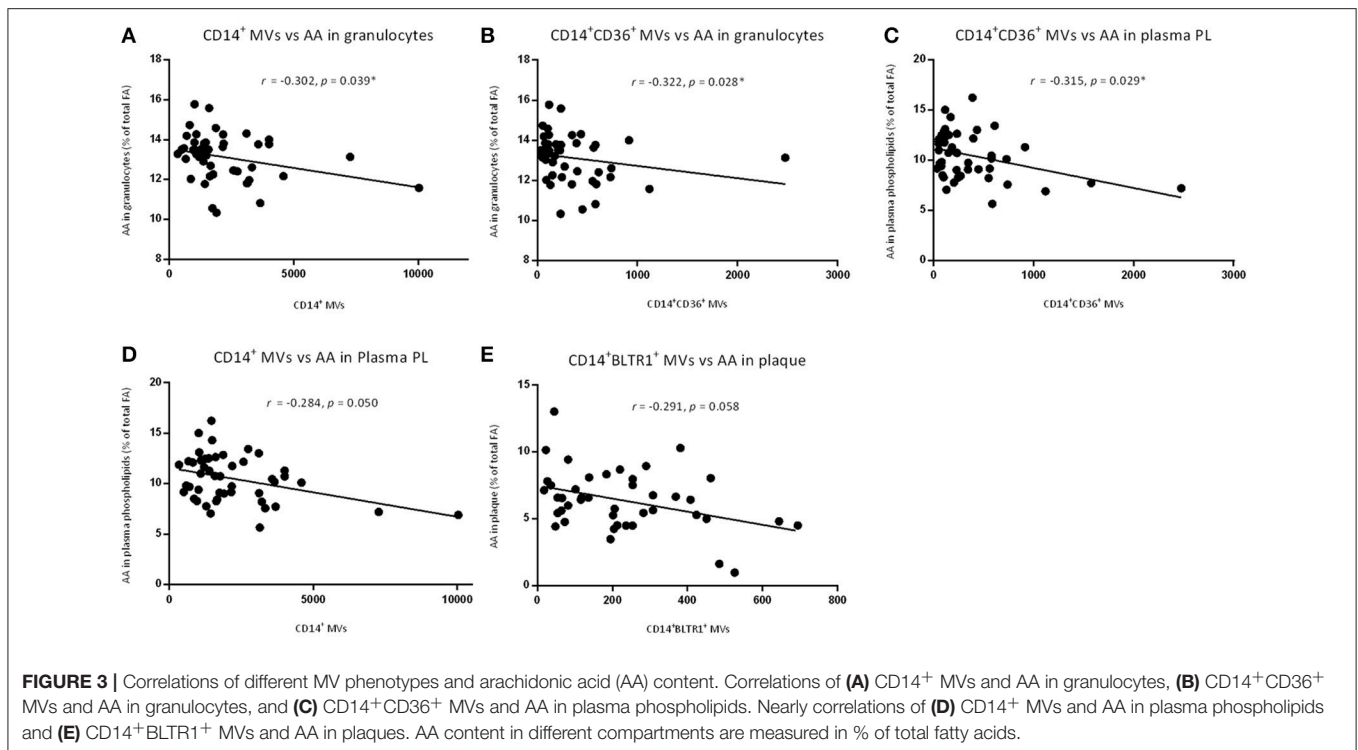 A
CD14⁺ MVs vs AA in granulocytes
r = -0.302, p = 0.039*
AA in granulocytes (% of total FA)
18
16
14
12
10
8
0
5000
10000
CD14⁺ MVs
B
CD14⁺CD36⁺ MVs vs AA in granulocytes
r = -0.322, p = 0.028*
AA in granulocytes (% of total FA)
18
16
14
12
10
8
0
1000
2000
3000
CD14⁺CD36⁺ MVs
C
CD14⁺CD36⁺ MVs vs AA in plasma PL
r = -0.315, p = 0.029*
AA in plasma phospholipids (% of total FA)
20
15
10
5
0
0
1000
2000
3000
CD14⁺CD36⁺ MVs
D
CD14⁺ MVs vs AA in Plasma PL
r = -0.284, p = 0.050
AA in plasma phospholipids (% of total FA)
20
15
10
5
0
0
5000
10000
CD14⁺ MVs
E
CD14⁺BLTR1⁺ MVs vs AA in plaque
r = -0.291, p = 0.058
AA in plaque (% of total FA)
15
10
5
0
0
200
400
600
800
CD14⁺BLTR1⁺ MVs
FIGURE 3 | Correlations of different MV phenotypes and arachidonic acid (AA) content. Correlations of (A) CD14⁺ MVs and AA in granulocytes, (B) CD14⁺CD36⁺
MVs and AA in granulocytes, and (C) CD14⁺CD36⁺ MVs and AA in plasma phospholipids. Nearly correlations of (D) CD14⁺ MVs and AA in plasma phospholipids
and (E) CD14⁺BLTR1⁺ MVs and AA in plaques. AA content in different compartments are measured in % of total fatty acids.